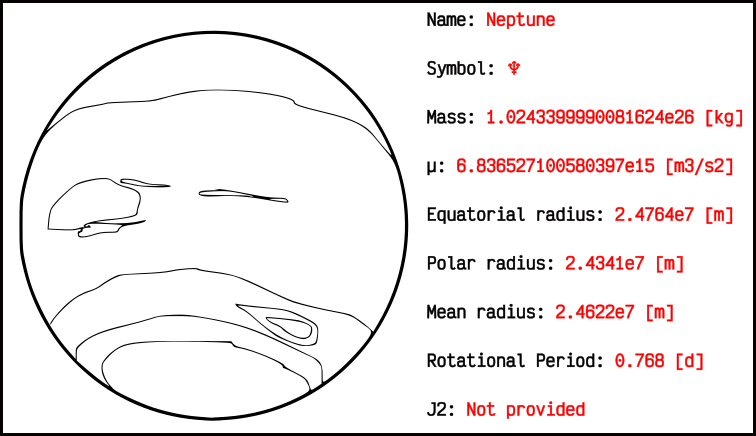 Name: Neptune
Symbol: ♆
Mass: 1.0243399990081624e26 [kg]
μ: 6.836527100580397e15 [m3/s2]
Equatorial radius: 2.4764e7 [m]
Polar radius: 2.4341e7 [m]
Mean radius: 2.4622e7 [m]
Rotational Period: 0.768 [d]
J2: Not provided